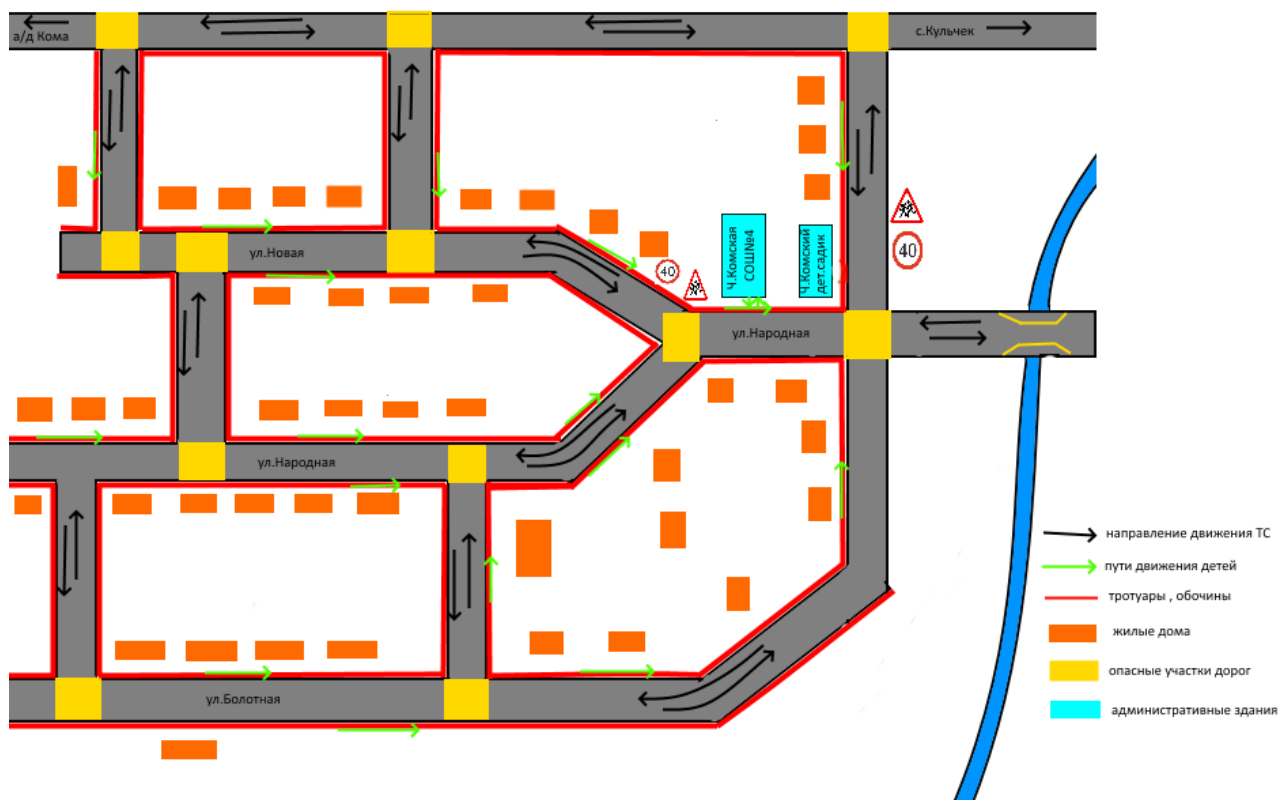 а/д Кома
с.Кульчек
ул.Новая
40
Ч.Комская
СОШ№4
Ч.Комский
дет.садик
40
ул.Народная
ул.Народная
ул.Болотная
направление движения ТС
пути движения детей
тротуары , обочины
жилые дома
опасные участки дорог
административные здания